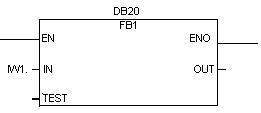 DB20
FB1
EN ENO
IW1. IN OUT
TEST